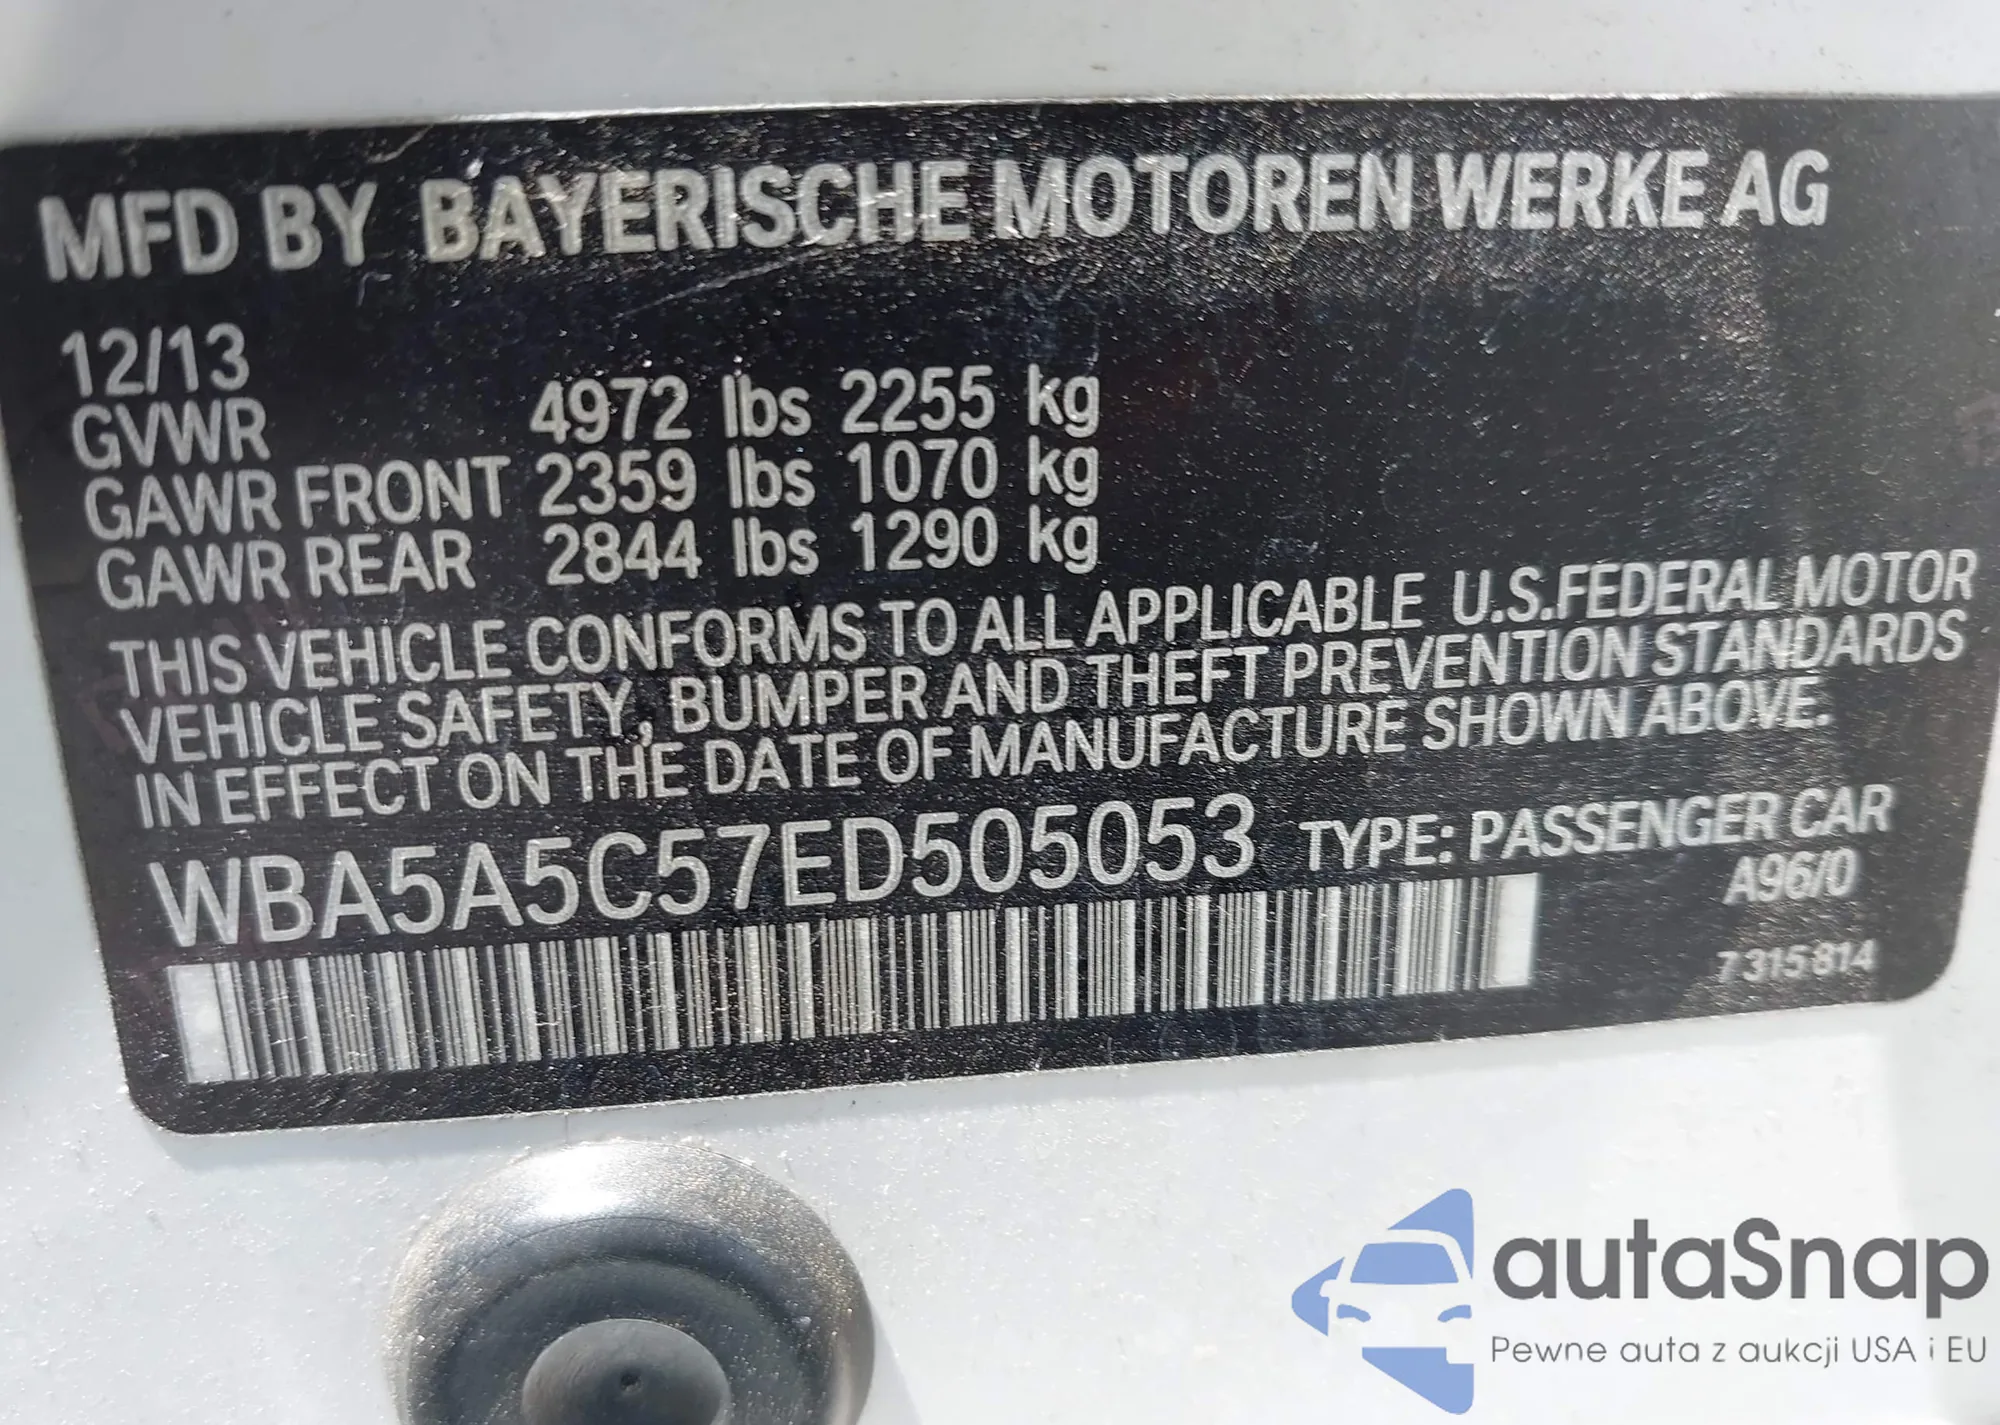 MFD BY BAYERISCHE MOTOREN WERKE AG
12/13
GVWR 4972 lbs 2255 kg
GAWR FRONT 2359 lbs 1070 kg
GAWR REAR 2844 lbs 1290 kg
THIS VEHICLE CONFORMS TO ALL APPLICABLE U.S.FEDERAL MOTOR
VEHICLE SAFETY, BUMPER AND THEFT PREVENTION STANDARDS
IN EFFECT ON THE DATE OF MANUFACTURE SHOWN ABOVE.
WBA5A5C57ED505053 TYPE: PASSENGER CAR
A96/0
7 315 814
autaSnap
Pewne auta z aukcji USA i EU